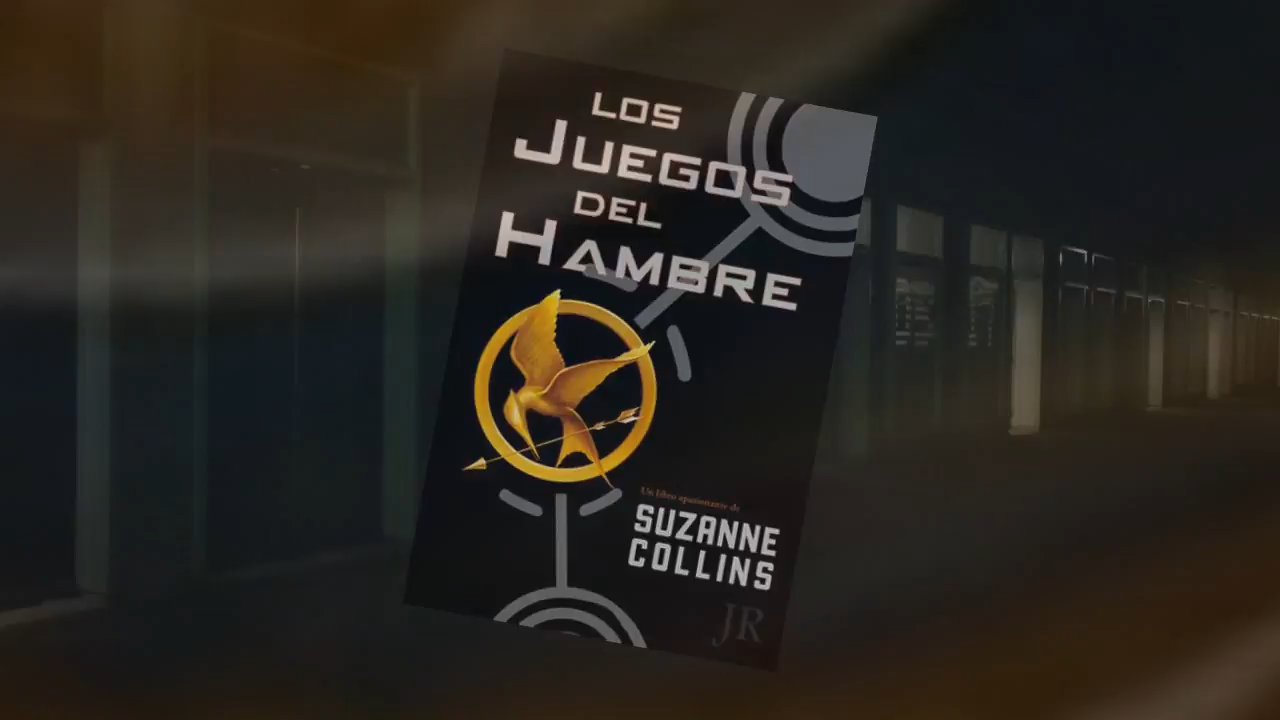 LOS
JUEGOS
DEL
HAMBRE
Un libro apasionante de
SUZANNE
COLLINS
JR